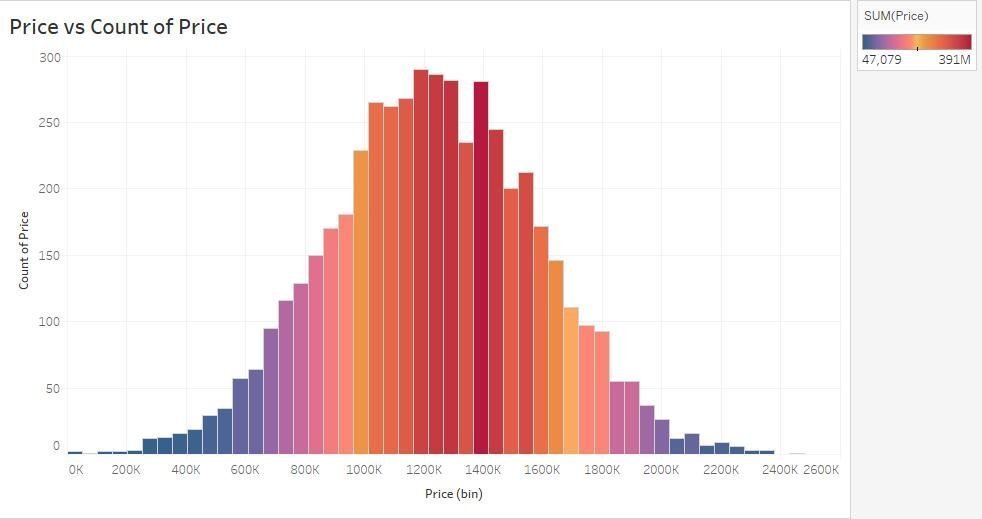 Price vs Count of Price
SUM(Price)
47,079 391M
300
250
200
150
100
50
0
Count of Price
0K 200K 400K 600K 800K 1000K 1200K 1400K 1600K 1800K 2000K 2200K 2400K 2600K
Price (bin)